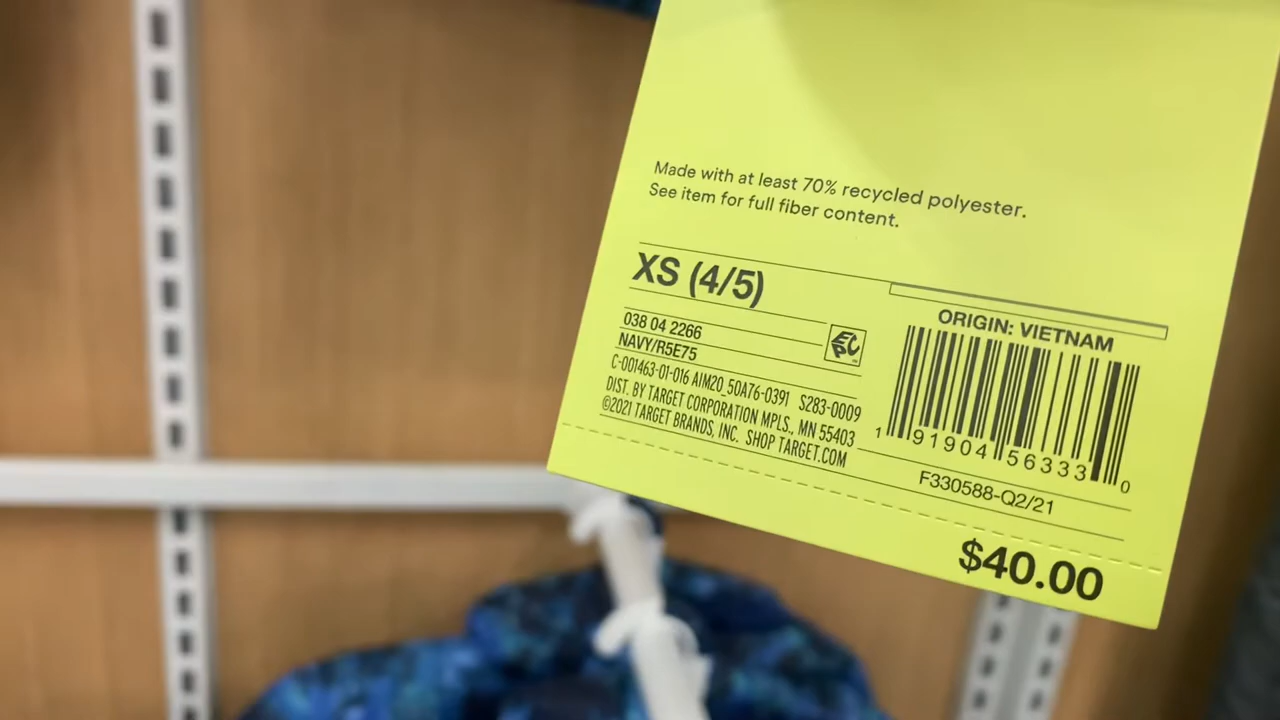 Made with at least 70% recycled polyester.
See item for full fiber content.
XS (4/5)
038 04 2266
NAVY/R5E75
EPC
C-001463-01-016 AIM20_50A76-0391 S283-0009
DIST. BY TARGET CORPORATION MPLS., MN 55403
©2021 TARGET BRANDS, INC. SHOP TARGET.COM
ORIGIN: VIETNAM
1 91904 56333 0
F330588-Q2/21
$40.00